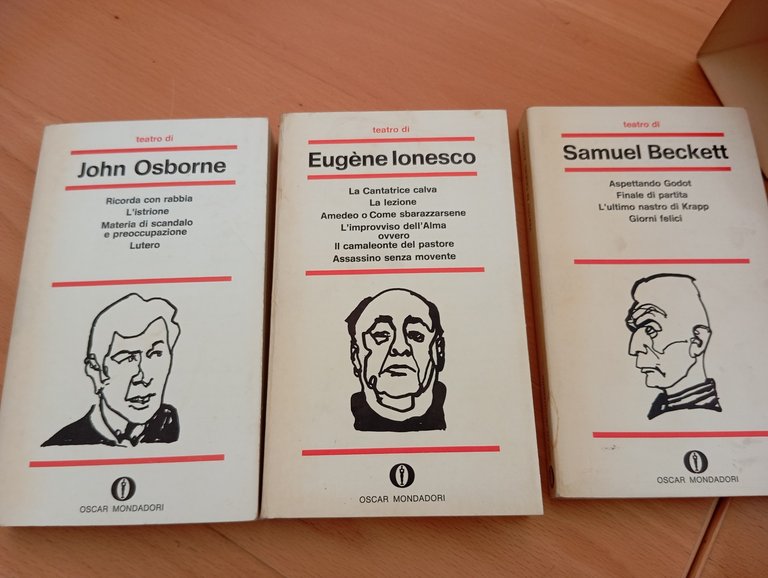 teatro di
John Osborne
Ricorda con rabbia
L'istrione
Materia di scandalo
e preoccupazione
Lutero
OSCAR MONDADORI
teatro di
Eugène Ionesco
La Cantatrice calva
La lezione
Amedeo o Come sbarazzarsene
L'improvviso dell'Alma
ovvero
Il camaleonte del pastore
Assassino senza movente
OSCAR MONDADORI
teatro di
Samuel Beckett
Aspettando Godot
Finale di partita
L'ultimo nastro di Krapp
Giorni felici
OSCAR MONDADORI